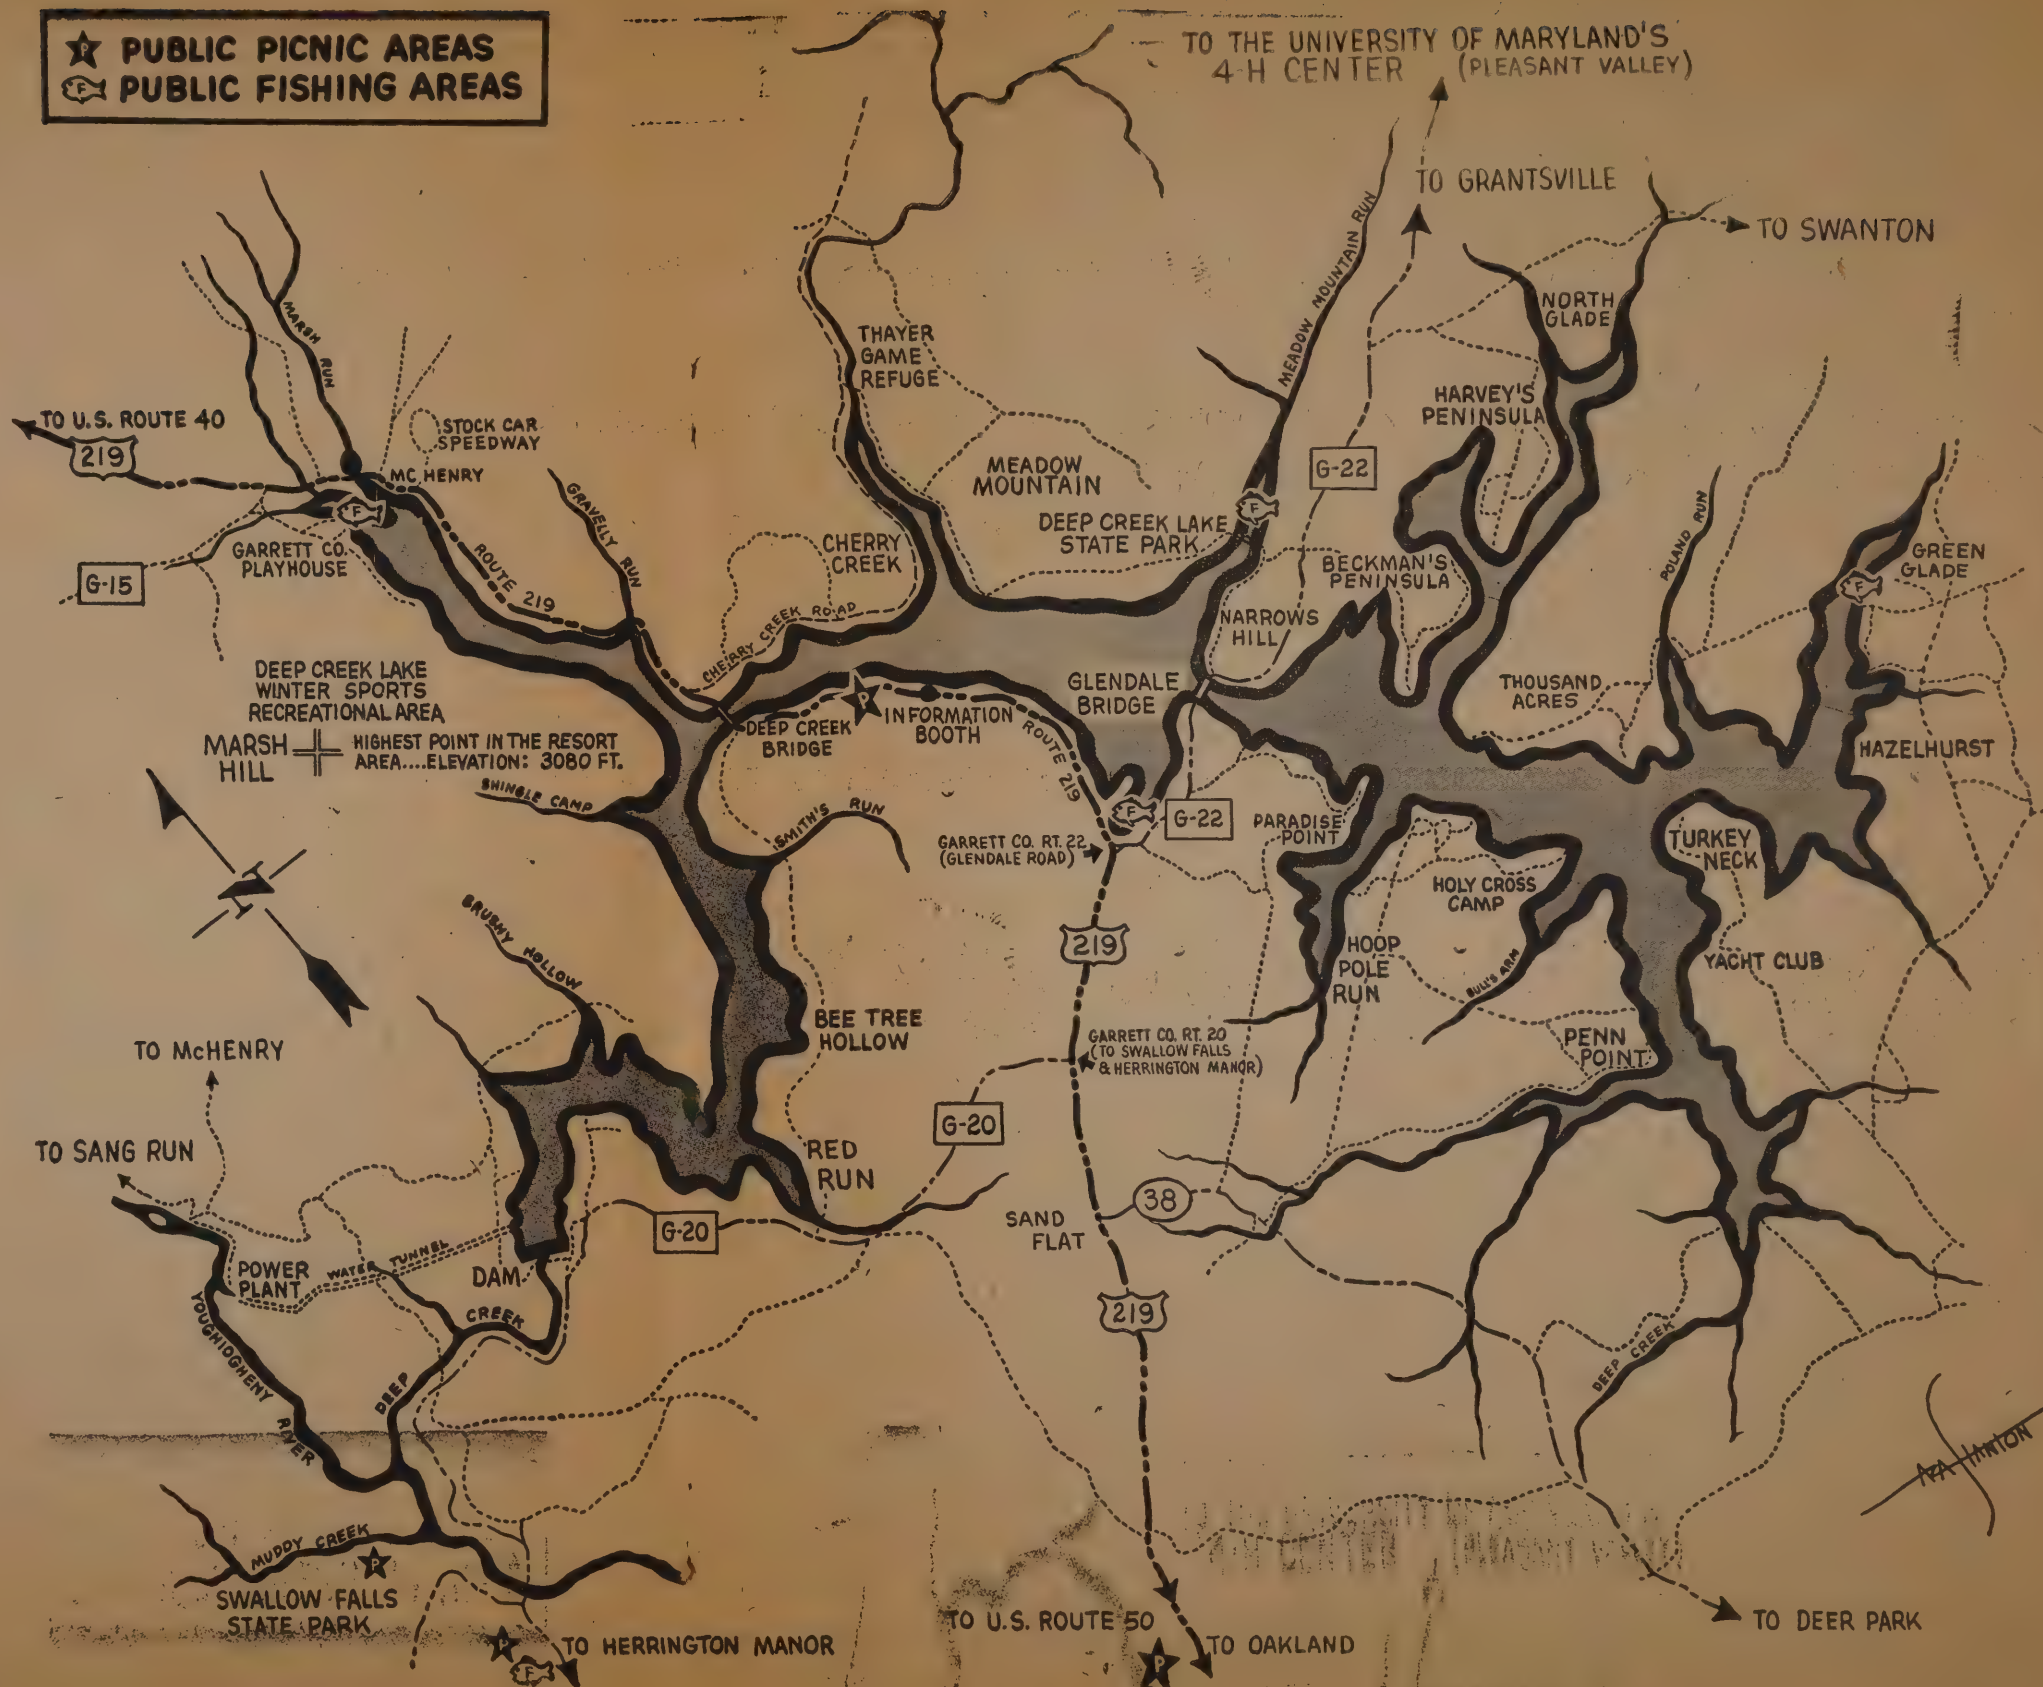 P PUBLIC PICNIC AREAS
F PUBLIC FISHING AREAS
TO THE UNIVERSITY OF MARYLAND'S
4-H CENTER (PLEASANT VALLEY)
TO GRANTSVILLE
TO SWANTON
MEADOW MOUNTAIN RUN
NORTH
GLADE
MARSH RUN
THAYER
GAME
REFUGE
HARVEY'S
PENINSULA
TO U.S. ROUTE 40
219
STOCK CAR
SPEEDWAY
MC HENRY
F
GRAVELLY RUN
MEADOW
MOUNTAIN
G-22
DEEP CREEK LAKE
STATE PARK
F
POLAND RUN
GREEN
GLADE
F
GARRETT CO.
PLAYHOUSE
G-15
ROUTE 219
CHERRY
CREEK
CHERRY CREEK ROAD
BECKMAN'S
PENINSULA
NARROWS
HILL
DEEP CREEK LAKE
WINTER SPORTS
RECREATIONAL AREA
MARSH
HILL
HIGHEST POINT IN THE RESORT
AREA....ELEVATION: 3080 FT.
DEEP CREEK
BRIDGE
P
INFORMATION
BOOTH
ROUTE 219
GLENDALE
BRIDGE
THOUSAND
ACRES
HAZELHURST
SHINGLE CAMP
SMITH'S RUN
F
G-22
GARRETT CO. RT. 22
(GLENDALE ROAD)
PARADISE
POINT
TURKEY
NECK
HOLY CROSS
CAMP
BRUSHY HOLLOW
219
HOOP
POLE
RUN
BULL'S ARM
YACHT CLUB
BEE TREE
HOLLOW
GARRETT CO. RT. 20
(TO SWALLOW FALLS
& HERRINGTON MANOR)
PENN
POINT
TO McHENRY
G-20
TO SANG RUN
RED
RUN
38
SAND
FLAT
G-20
POWER
PLANT
WATER TUNNEL
DAM
219
YOUGHIOGHENY RIVER
DEEP CREEK
DEEP CREEK
MUDDY CREEK
P
SWALLOW FALLS
STATE PARK
P
F
TO HERRINGTON MANOR
TO U.S. ROUTE 50
P
TO OAKLAND
TO DEER PARK